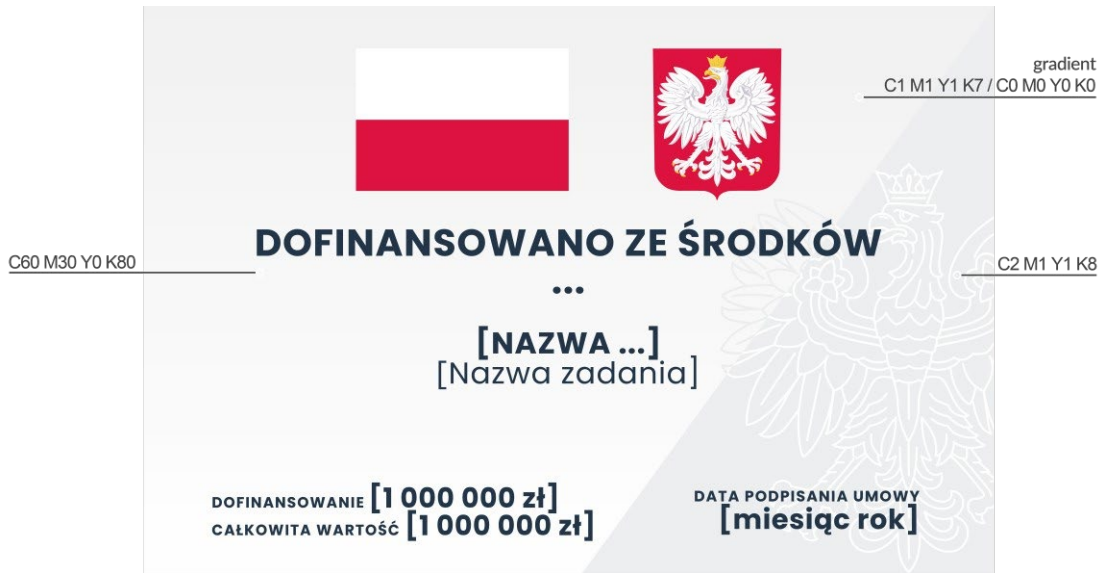 gradient
C1 M1 Y1 K7 / C0 M0 Y0 K0
DOFINANSOWANO ZE ŚRODKÓW
C60 M30 Y0 K80
C2 M1 Y1 K8
...
[NAZWA ...]
[Nazwa zadania]
DOFINANSOWANIE [1 000 000 zł]
CAŁKOWITA WARTOŚĆ [1 000 000 zł]
DATA PODPISANIA UMOWY
[miesiąc rok]